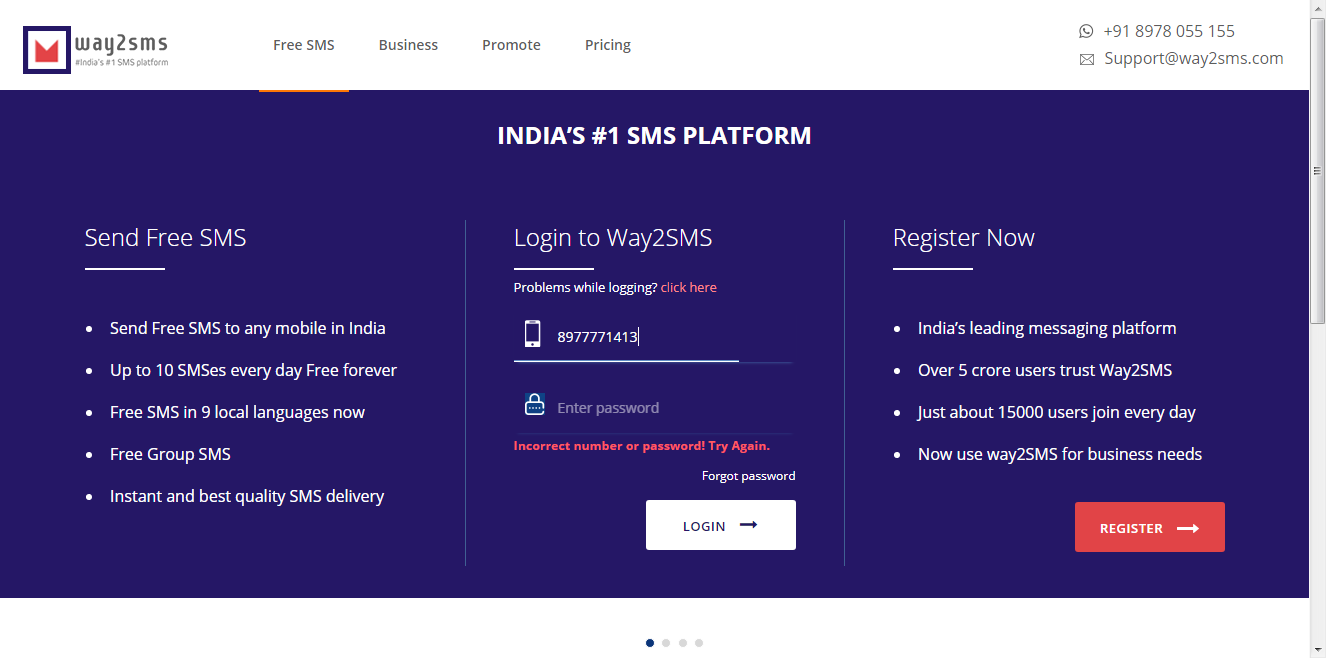 way2sms
#India's #1 SMS platform
Free SMS
Business
Promote
Pricing
+91 8978 055 155
Support@way2sms.com
INDIA’S #1 SMS PLATFORM
Send Free SMS
Send Free SMS to any mobile in India
Up to 10 SMSes every day Free forever
Free SMS in 9 local languages now
Free Group SMS
Instant and best quality SMS delivery
Login to Way2SMS
Problems while logging? click here
8977771413
Enter password
Incorrect number or password! Try Again.
Forgot password
LOGIN
Register Now
India’s leading messaging platform
Over 5 crore users trust Way2SMS
Just about 15000 users join every day
Now use way2SMS for business needs
REGISTER